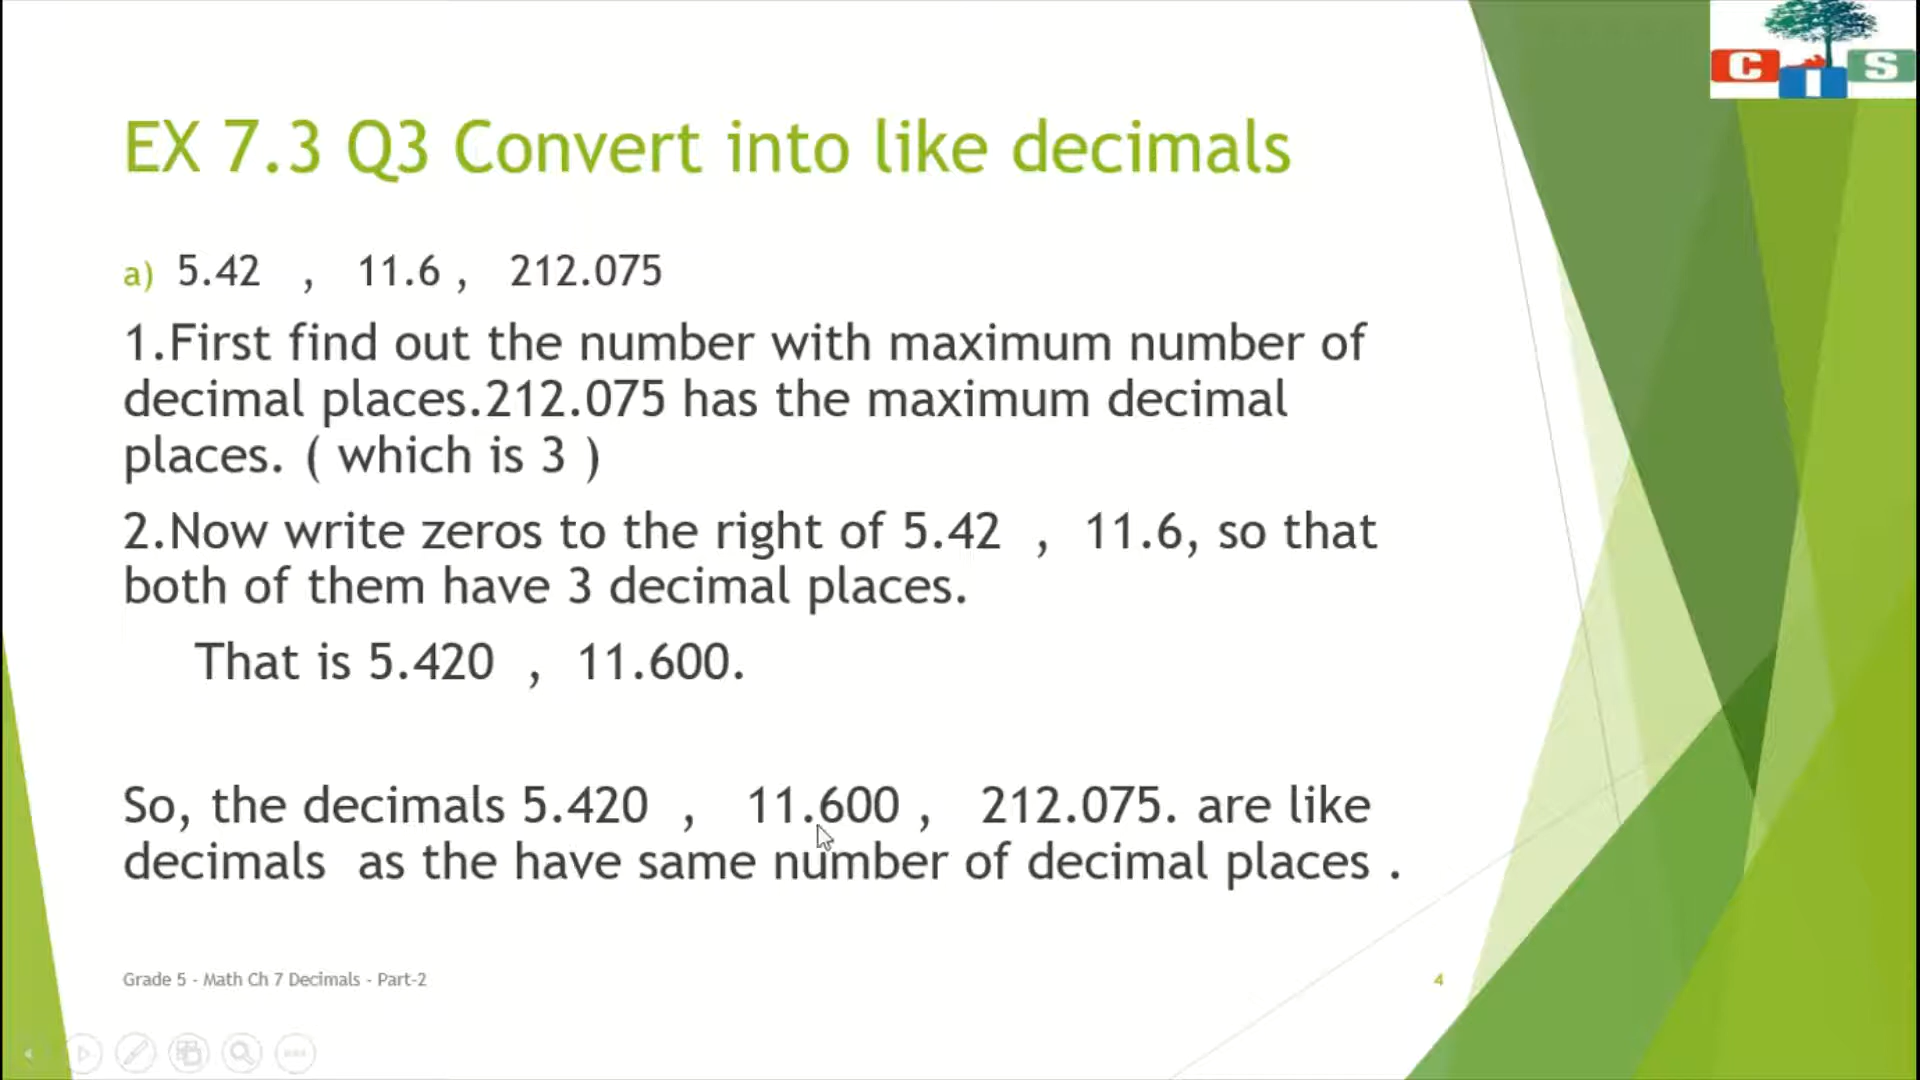 C I S
EX 7.3 Q3 Convert into like decimals
a) 5.42 , 11.6 , 212.075
1.First find out the number with maximum number of
decimal places.212.075 has the maximum decimal
places. ( which is 3 )
2.Now write zeros to the right of 5.42 , 11.6, so that
both of them have 3 decimal places.
That is 5.420 , 11.600.
So, the decimals 5.420 , 11.600 , 212.075. are like
decimals as the have same number of decimal places .
Grade 5 - Math Ch 7 Decimals - Part-2
4